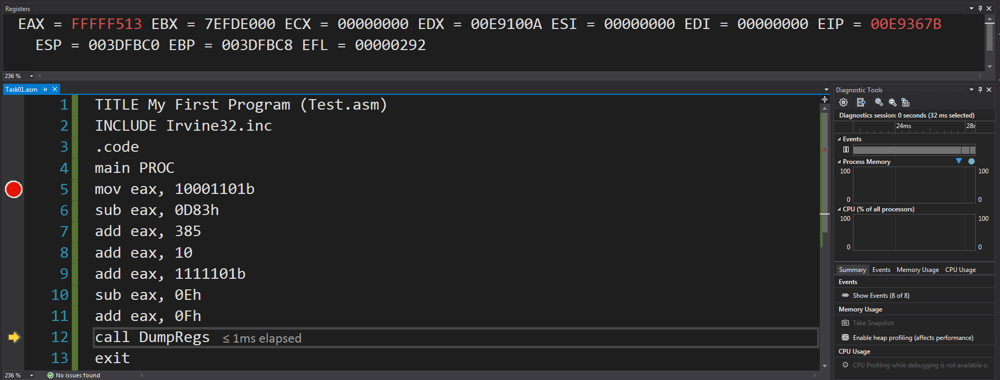 Registers
EAX = FFFFF513 EBX = 7EFDE000 ECX = 00000000 EDX = 00E9100A ESI = 00000000 EDI = 00000000 EIP = 00E9367B
ESP = 003DFBC0 EBP = 003DFBC8 EFL = 00000292
236 %
Task01.asm
1 TITLE My First Program (Test.asm)
2 INCLUDE Irvine32.inc
3 .code
4 main PROC
5 mov eax, 10001101b
6 sub eax, 0D83h
7 add eax, 385
8 add eax, 10
9 add eax, 1111101b
10 sub eax, 0Eh
11 add eax, 0Fh
12 call DumpRegs ≤ 1ms elapsed
13 exit
236 % No issues found
Diagnostic Tools
Diagnostics session: 0 seconds (32 ms selected)
24ms 28
Events
Process Memory
100 100
0 0
CPU (% of all processors)
100 100
0 0
Summary Events Memory Usage CPU Usage
Events
Show Events (8 of 8)
Memory Usage
Take Snapshot
Enable heap profiling (affects performance)
CPU Usage
CPU Profiling while debugging is not available